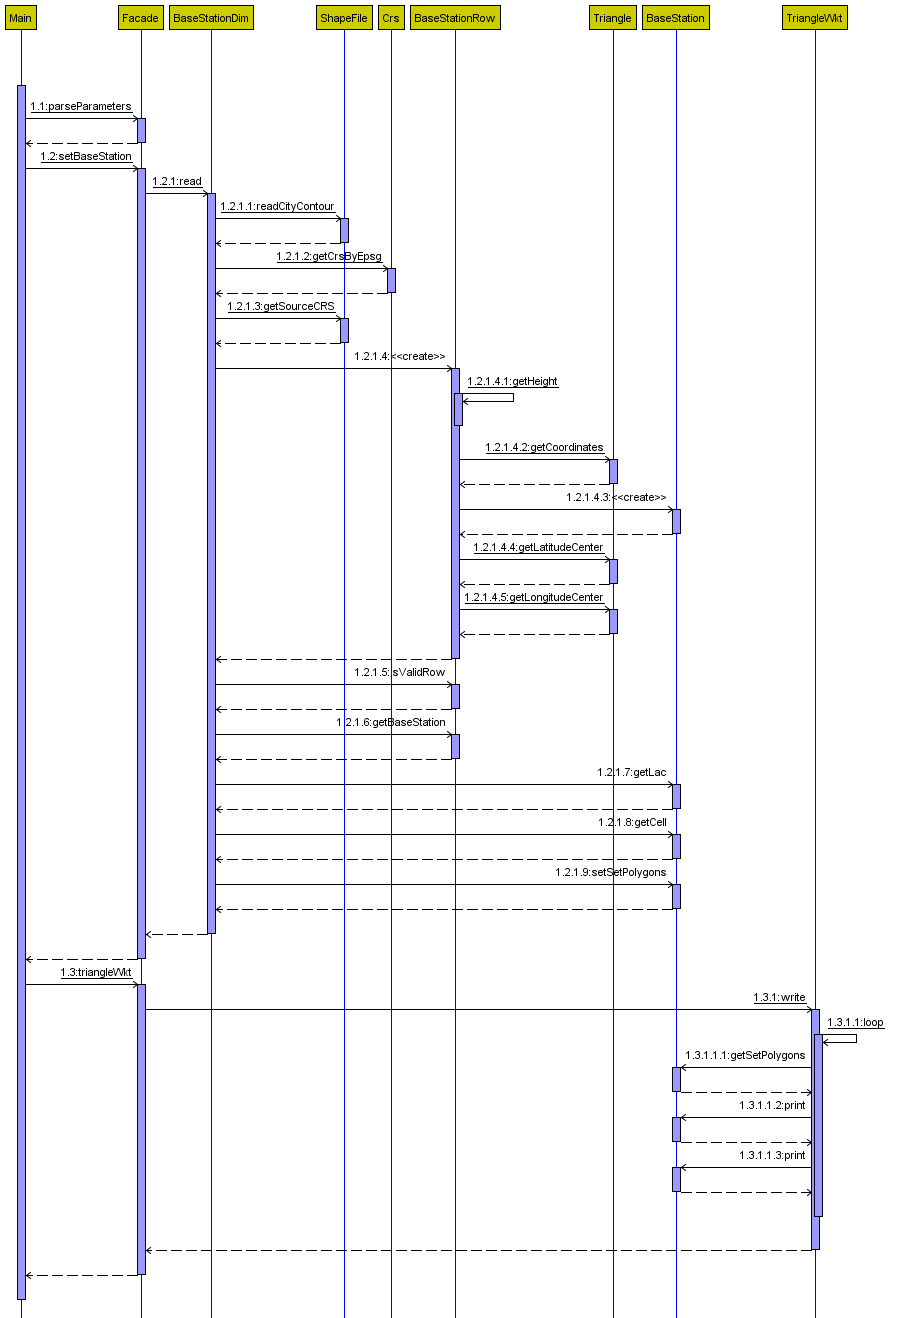 Main Facade BaseStationDim ShapeFile Crs BaseStationRow Triangle BaseStation TriangleWkt
1.1:parseParameters
1.2:setBaseStation
1.2.1:read
1.2.1.1:readCityContour
1.2.1.2:getCrsByEpsg
1.2.1.3:getSourceCRS
1.2.1.4:<<create>>
1.2.1.4.1:getHeight
1.2.1.4.2:getCoordinates
1.2.1.4.3:<<create>>
1.2.1.4.4:getLatitudeCenter
1.2.1.4.5:getLongitudeCenter
1.2.1.5:isValidRow
1.2.1.6:getBaseStation
1.2.1.7:getLac
1.2.1.8:getCell
1.2.1.9:setSetPolygons
1.3:triangleWkt
1.3.1:write
1.3.1.1:loop
1.3.1.1.1:getSetPolygons
1.3.1.1.2:print
1.3.1.1.3:print